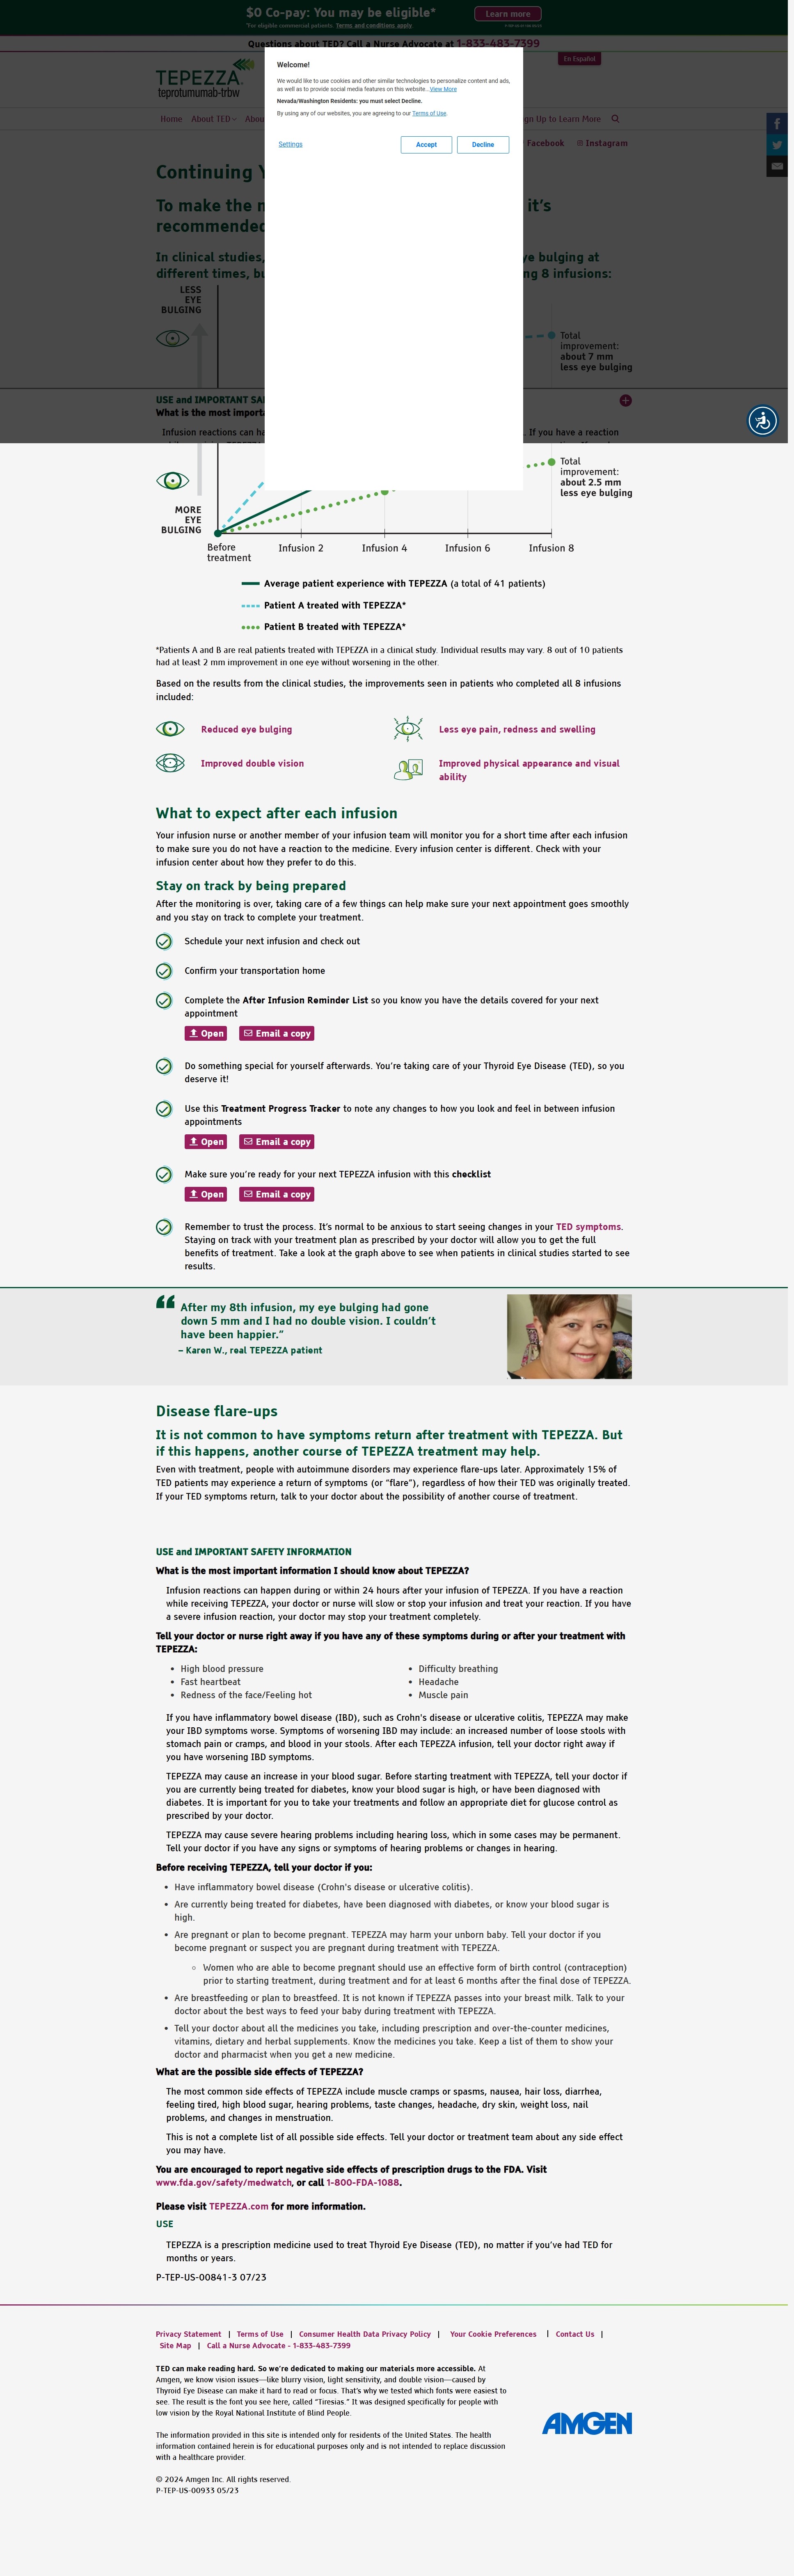 $0 Co-pay: You may be eligible*
Learn more
*For eligible commercial patients. Terms and conditions apply.
Questions about TED? Call a Nurse Advocate at 1-833-483-7399
En Español
TEPEZZA
teprotumumab-trbw
Welcome!
We would like to use cookies and other similar technologies to personalize content and ads,
as well as to provide social media features on this website...View More
Nevada/Washington Residents: you must select Decline.
By using any of our websites, you are agreeing to our Terms of Use.
Settings
Accept
Decline
Home
About TED
Up to Learn More
Facebook
Instagram
Continuing
To make the
it's
recommended
In clinical studies,
eye bulging at
different times,
8 infusions:
LESS
EYE
BULGING
Total
improvement:
about 7 mm
less eye bulging
USE and IMPORTANT
What is the most
Infusion reactions can
If you have a reaction
Total
improvement:
about 2.5 mm
less eye bulging
MORE
EYE
BULGING
Before
treatment
Infusion 2
Infusion 4
Infusion 6
Infusion 8
Average patient experience with TEPEZZA (a total of 41 patients)
Patient A treated with TEPEZZA*
Patient B treated with TEPEZZA*
*Patients A and B are real patients treated with TEPEZZA in a clinical study. Individual results may vary. 8 out of 10 patients
had at least 2 mm improvement in one eye without worsening in the other.
Based on the results from the clinical studies, the improvements seen in patients who completed all 8 infusions
included:
Reduced eye bulging
Less eye pain, redness and swelling
Improved double vision
Improved physical appearance and visual
ability
What to expect after each infusion
Your infusion nurse or another member of your infusion team will monitor you for a short time after each infusion
to make sure you do not have a reaction to the medicine. Every infusion center is different. Check with your
infusion center about how they prefer to do this.
Stay on track by being prepared
After the monitoring is over, taking care of a few things can help make sure your next appointment goes smoothly
and you stay on track to complete your treatment.
Schedule your next infusion and check out
Confirm your transportation home
Complete the After Infusion Reminder List so you know you have the details covered for your next
appointment
Open
Email a copy
Do something special for yourself afterwards. You're taking care of your Thyroid Eye Disease (TED), so you
deserve it!
Use this Treatment Progress Tracker to note any changes to how you look and feel in between infusion
appointments
Open
Email a copy
Make sure you're ready for your next TEPEZZA infusion with this checklist
Open
Email a copy
Remember to trust the process. It's normal to be anxious to start seeing changes in your TED symptoms.
Staying on track with your treatment plan as prescribed by your doctor will allow you to get the full
benefits of treatment. Take a look at the graph above to see when patients in clinical studies started to see
results.
“After my 8th infusion, my eye bulging had gone
down 5 mm and I had no double vision. I couldn't
have been happier.”
– Karen W., real TEPEZZA patient
Disease flare-ups
It is not common to have symptoms return after treatment with TEPEZZA. But
if this happens, another course of TEPEZZA treatment may help.
Even with treatment, people with autoimmune disorders may experience flare-ups later. Approximately 15% of
TED patients may experience a return of symptoms (or “flare”), regardless of how their TED was originally treated.
If your TED symptoms return, talk to your doctor about the possibility of another course of treatment.
USE and IMPORTANT SAFETY INFORMATION
What is the most important information I should know about TEPEZZA?
Infusion reactions can happen during or within 24 hours after your infusion of TEPEZZA. If you have a reaction
while receiving TEPEZZA, your doctor or nurse will slow or stop your infusion and treat your reaction. If you have
a severe infusion reaction, your doctor may stop your treatment completely.
Tell your doctor or nurse right away if you have any of these symptoms during or after your treatment with
TEPEZZA:
• High blood pressure
• Fast heartbeat
• Redness of the face/Feeling hot
• Difficulty breathing
• Headache
• Muscle pain
If you have inflammatory bowel disease (IBD), such as Crohn's disease or ulcerative colitis, TEPEZZA may make
your IBD symptoms worse. Symptoms of worsening IBD may include: an increased number of loose stools with
stomach pain or cramps, and blood in your stools. After each TEPEZZA infusion, tell your doctor right away if
you have worsening IBD symptoms.
TEPEZZA may cause an increase in your blood sugar. Before starting treatment with TEPEZZA, tell your doctor if
you are currently being treated for diabetes, know your blood sugar is high, or have been diagnosed with
diabetes. It is important for you to take your treatments and follow an appropriate diet for glucose control as
prescribed by your doctor.
TEPEZZA may cause severe hearing problems including hearing loss, which in some cases may be permanent.
Tell your doctor if you have any signs or symptoms of hearing problems or changes in hearing.
Before receiving TEPEZZA, tell your doctor if you:
• Have inflammatory bowel disease (Crohn's disease or ulcerative colitis).
• Are currently being treated for diabetes, have been diagnosed with diabetes, or know your blood sugar is
high.
• Are pregnant or plan to become pregnant. TEPEZZA may harm your unborn baby. Tell your doctor if you
become pregnant or suspect you are pregnant during treatment with TEPEZZA.
○ Women who are able to become pregnant should use an effective form of birth control (contraception)
prior to starting treatment, during treatment and for at least 6 months after the final dose of TEPEZZA.
• Are breastfeeding or plan to breastfeed. It is not known if TEPEZZA passes into your breast milk. Talk to your
doctor about the best ways to feed your baby during treatment with TEPEZZA.
• Tell your doctor about all the medicines you take, including prescription and over-the-counter medicines,
vitamins, dietary and herbal supplements. Know the medicines you take. Keep a list of them to show your
doctor and pharmacist when you get a new medicine.
What are the possible side effects of TEPEZZA?
The most common side effects of TEPEZZA include muscle cramps or spasms, nausea, hair loss, diarrhea,
feeling tired, high blood sugar, hearing problems, taste changes, headache, dry skin, weight loss, nail
problems, and changes in menstruation.
This is not a complete list of all possible side effects. Tell your doctor or treatment team about any side effect
you may have.
You are encouraged to report negative side effects of prescription drugs to the FDA. Visit
www.fda.gov/safety/medwatch, or call 1-800-FDA-1088.
Please visit TEPEZZA.com for more information.
USE
TEPEZZA is a prescription medicine used to treat Thyroid Eye Disease (TED), no matter if you've had TED for
months or years.
P-TEP-US-00841-3 07/23
Privacy Statement | Terms of Use | Consumer Health Data Privacy Policy | Your Cookie Preferences | Contact Us |
Site Map | Call a Nurse Advocate - 1-833-483-7399
TED can make reading hard. So we're dedicated to making our materials more accessible. At
Amgen, we know vision issues—like blurry vision, light sensitivity, and double vision—caused by
Thyroid Eye Disease can make it hard to read or focus. That's why we tested which fonts were easiest to
see. The result is the font you see here, called “Tiresias.” It was designed specifically for people with
low vision by the Royal National Institute of Blind People.
AMGEN
The information provided in this site is intended only for residents of the United States. The health
information contained herein is for educational purposes only and is not intended to replace discussion
with a healthcare provider.
© 2024 Amgen Inc. All rights reserved.
P-TEP-US-00933 05/23